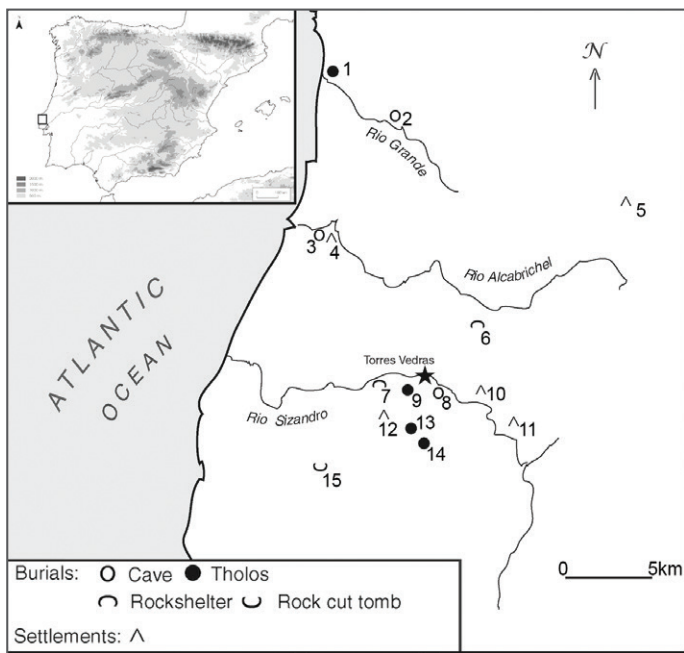 N
1
2
Rio Grande
5
3
4
Rio Alcabrichel
6
ATLANTIC
OCEAN
Torres Vedras
7
9
8
10
Rio Sizandro
12
13
11
14
15
Burials: Cave Tholos
Rockshelter Rock cut tomb
Settlements:
0 5km